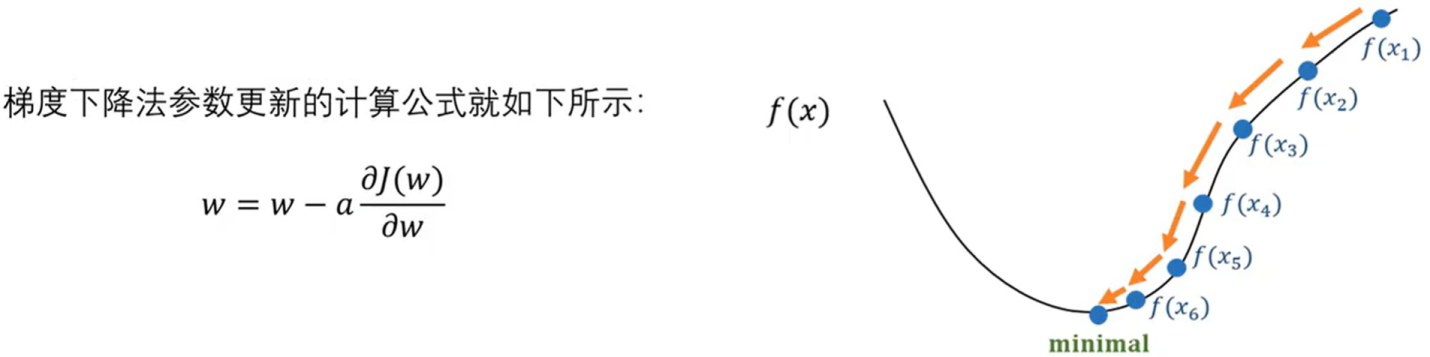 梯度下降法参数更新的计算公式就如下所示：
w = w − a ∂J(w)/∂w
f(x)
f(x₁)
f(x₂)
f(x₃)
f(x₄)
f(x₅)
f(x₆)
minimal